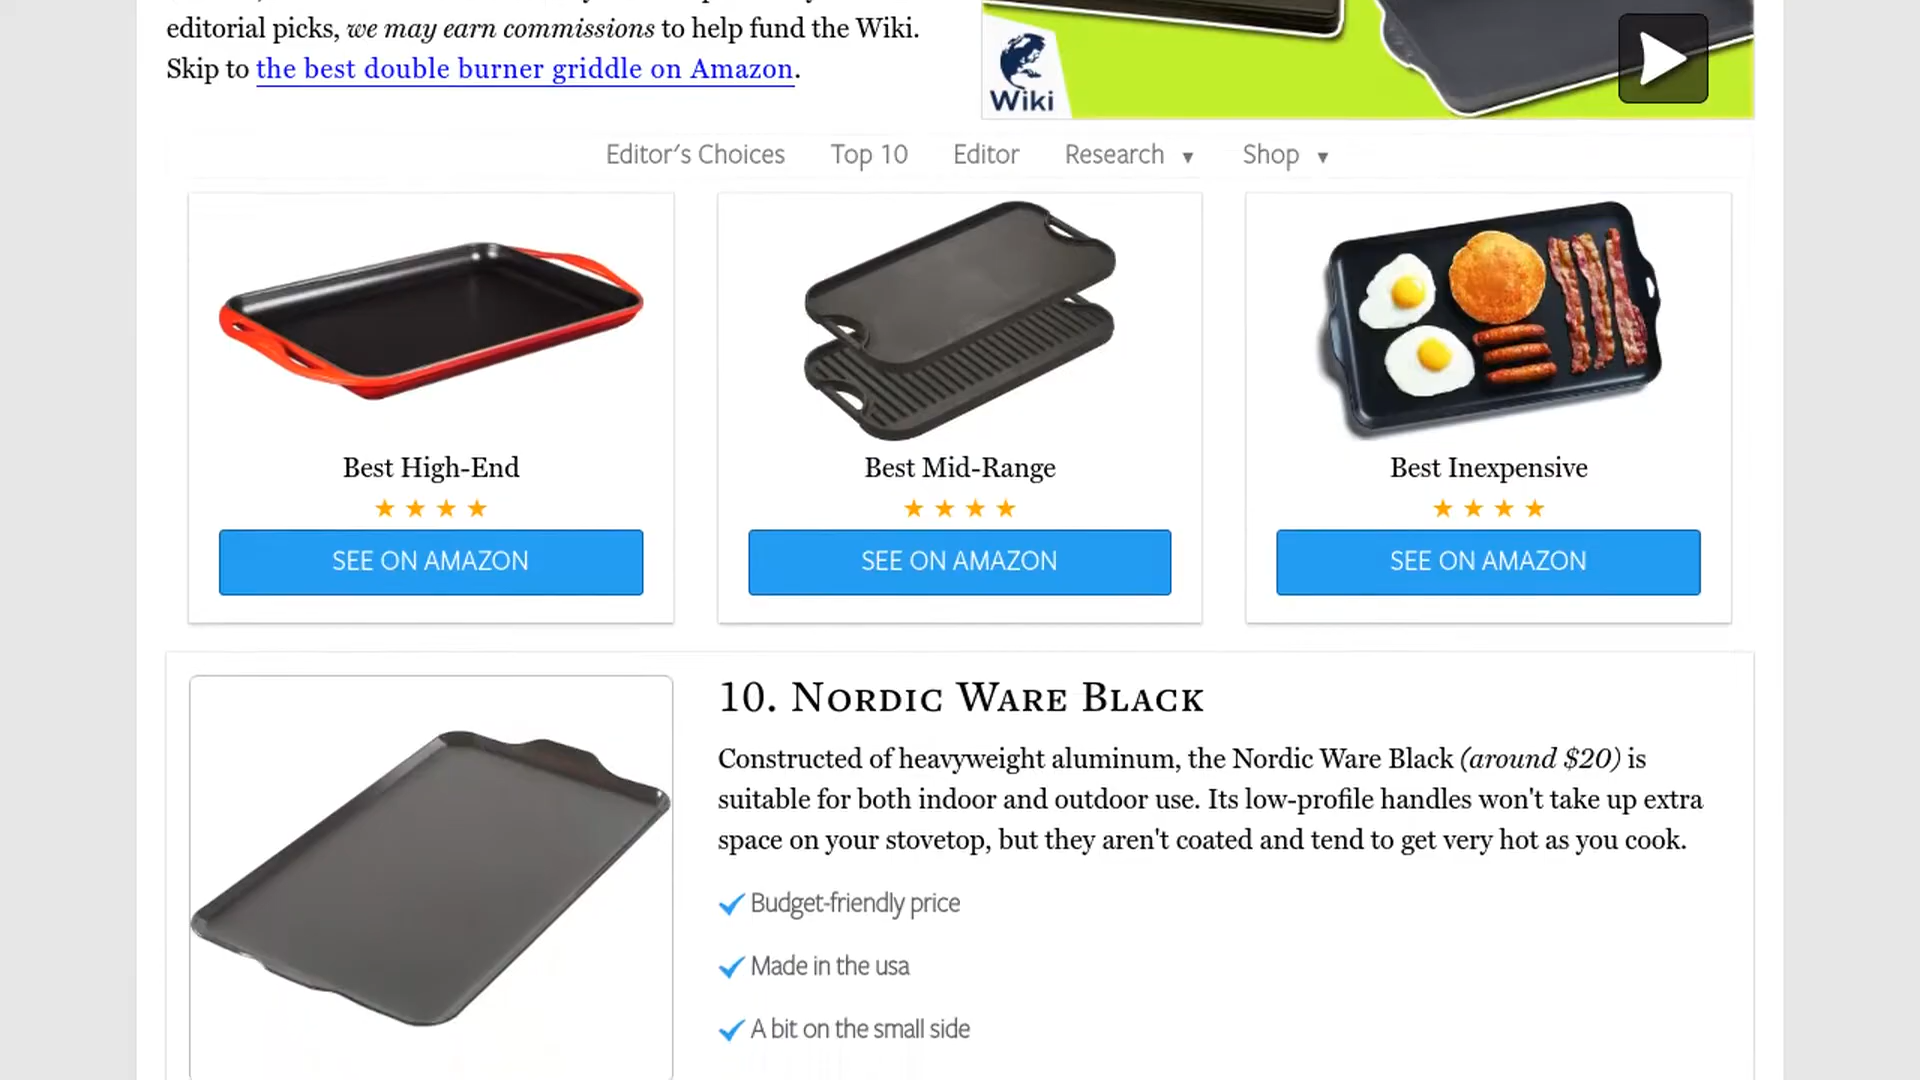 editorial picks, we may earn commissions to help fund the Wiki.
Skip to the best double burner griddle on Amazon.
Wiki
Editor's Choices Top 10 Editor Research ▼ Shop ▼
Best High-End
★ ★ ★ ★
SEE ON AMAZON
Best Mid-Range
★ ★ ★ ★
SEE ON AMAZON
Best Inexpensive
★ ★ ★ ★
SEE ON AMAZON
10. Nordic Ware Black
Constructed of heavyweight aluminum, the Nordic Ware Black (around $20) is
suitable for both indoor and outdoor use. Its low-profile handles won't take up extra
space on your stovetop, but they aren't coated and tend to get very hot as you cook.
Budget-friendly price
Made in the usa
A bit on the small side